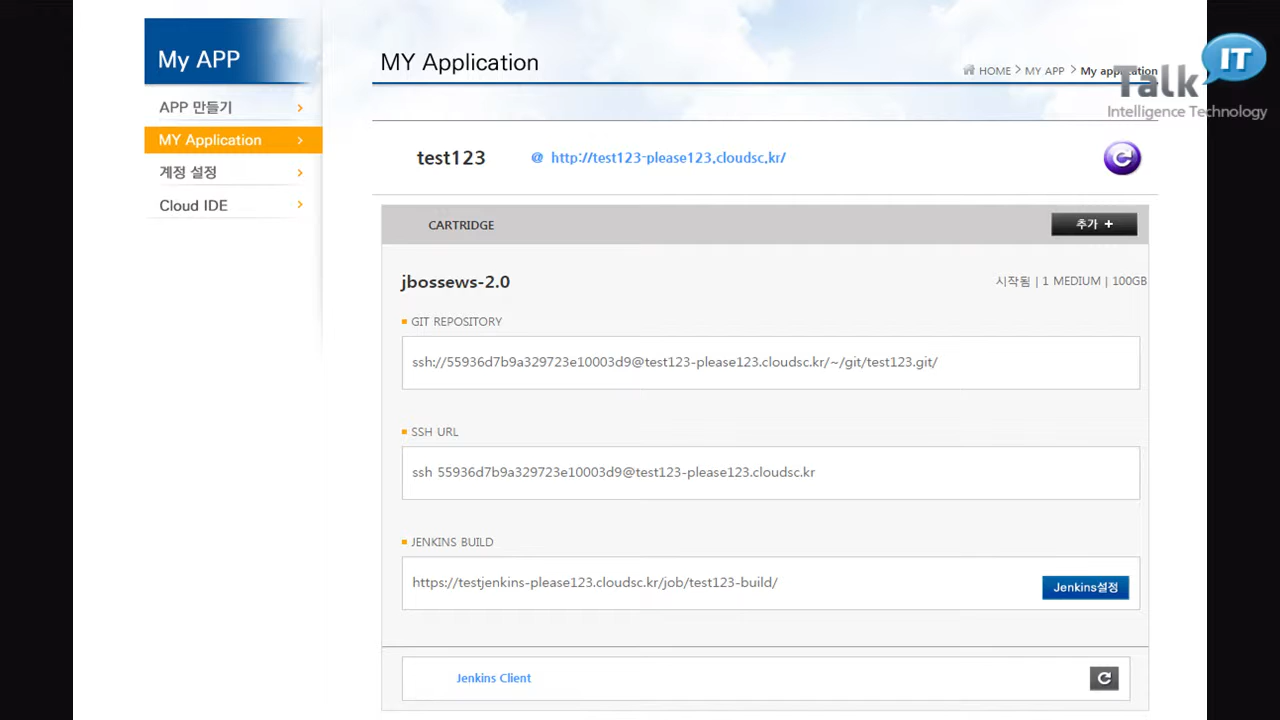 My APP
APP 만들기
MY Application
계정 설정
Cloud IDE
MY Application
HOME > MY APP > My application
Talk IT
Intelligence Technology
test123
@ http://test123-please123.cloudsc.kr/
CARTRIDGE
추가 +
jbossews-2.0
시작됨 | 1 MEDIUM | 100GB
GIT REPOSITORY
ssh://55936d7b9a329723e10003d9@test123-please123.cloudsc.kr/~/git/test123.git/
SSH URL
ssh 55936d7b9a329723e10003d9@test123-please123.cloudsc.kr
JENKINS BUILD
https://testjenkins-please123.cloudsc.kr/job/test123-build/
Jenkins설정
Jenkins Client